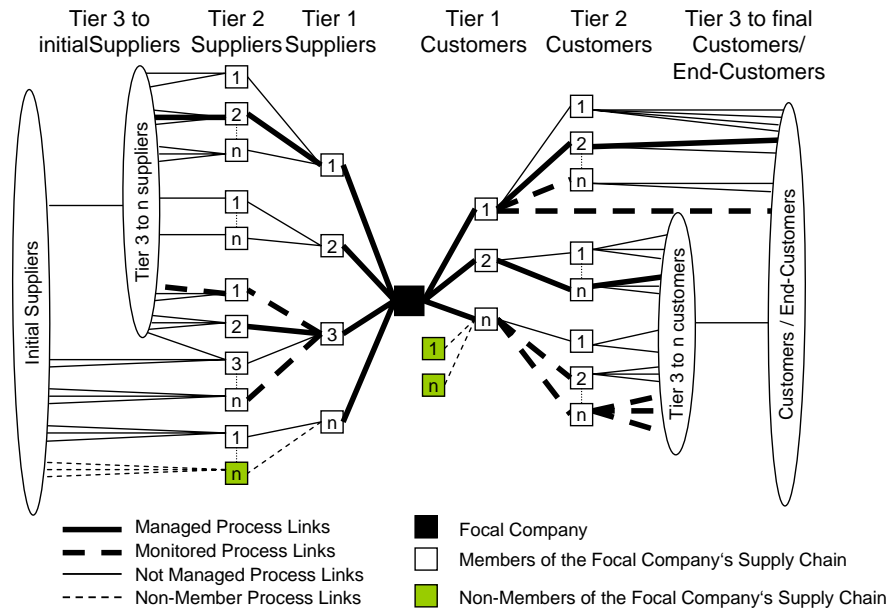 Tier 3 to
initialSuppliers
Tier 2
Suppliers
Tier 1
Suppliers
Tier 1
Customers
Tier 2
Customers
Tier 3 to final
Customers/
End-Customers
Initial Suppliers
Tier 3 to n suppliers
1
2
n
1
n
1
2
3
n
1
n
1
2
3
n
1
n
1
2
n
1
2
n
1
n
1
2
n
Tier 3 to n customers
Customers / End-Customers
Managed Process Links
Monitored Process Links
Not Managed Process Links
Non-Member Process Links
Focal Company
Members of the Focal Company‘s Supply Chain
Non-Members of the Focal Company‘s Supply Chain